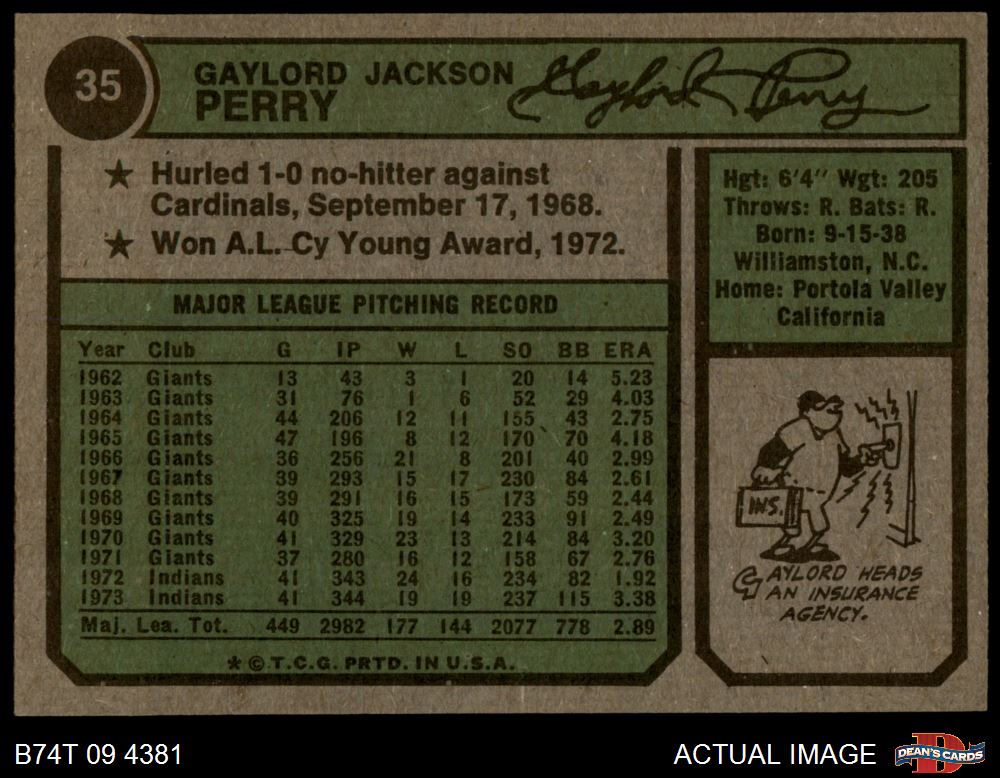 35
GAYLORD JACKSON
PERRY
Gaylord Perry
★ Hurled 1-0 no-hitter against
Cardinals, September 17, 1968.
★ Won A.L. Cy Young Award, 1972.
Hgt: 6'4" Wgt: 205
Throws: R. Bats: R.
Born: 9-15-38
Williamston, N.C.
Home: Portola Valley
California
MAJOR LEAGUE PITCHING RECORD
Year Club G IP W L SO BB ERA
1962 Giants 13 43 3 1 20 14 5.23
1963 Giants 31 76 1 6 52 29 4.03
1964 Giants 44 206 12 11 155 43 2.75
1965 Giants 47 196 8 12 170 70 4.18
1966 Giants 36 256 21 8 201 40 2.99
1967 Giants 39 293 15 17 230 84 2.61
1968 Giants 39 291 16 15 173 59 2.44
1969 Giants 40 325 19 14 233 91 2.49
1970 Giants 41 329 23 13 214 84 3.20
1971 Giants 37 280 16 12 158 67 2.76
1972 Indians 41 343 24 16 234 82 1.92
1973 Indians 41 344 19 19 237 115 3.38
Maj. Lea. Tot. 449 2982 177 144 2077 778 2.89
★ © T.C.G. PRTD. IN U.S.A.
INS.
GAYLORD HEADS
AN INSURANCE
AGENCY.
B74T 09 4381
ACTUAL IMAGE
DEAN'S CARDS